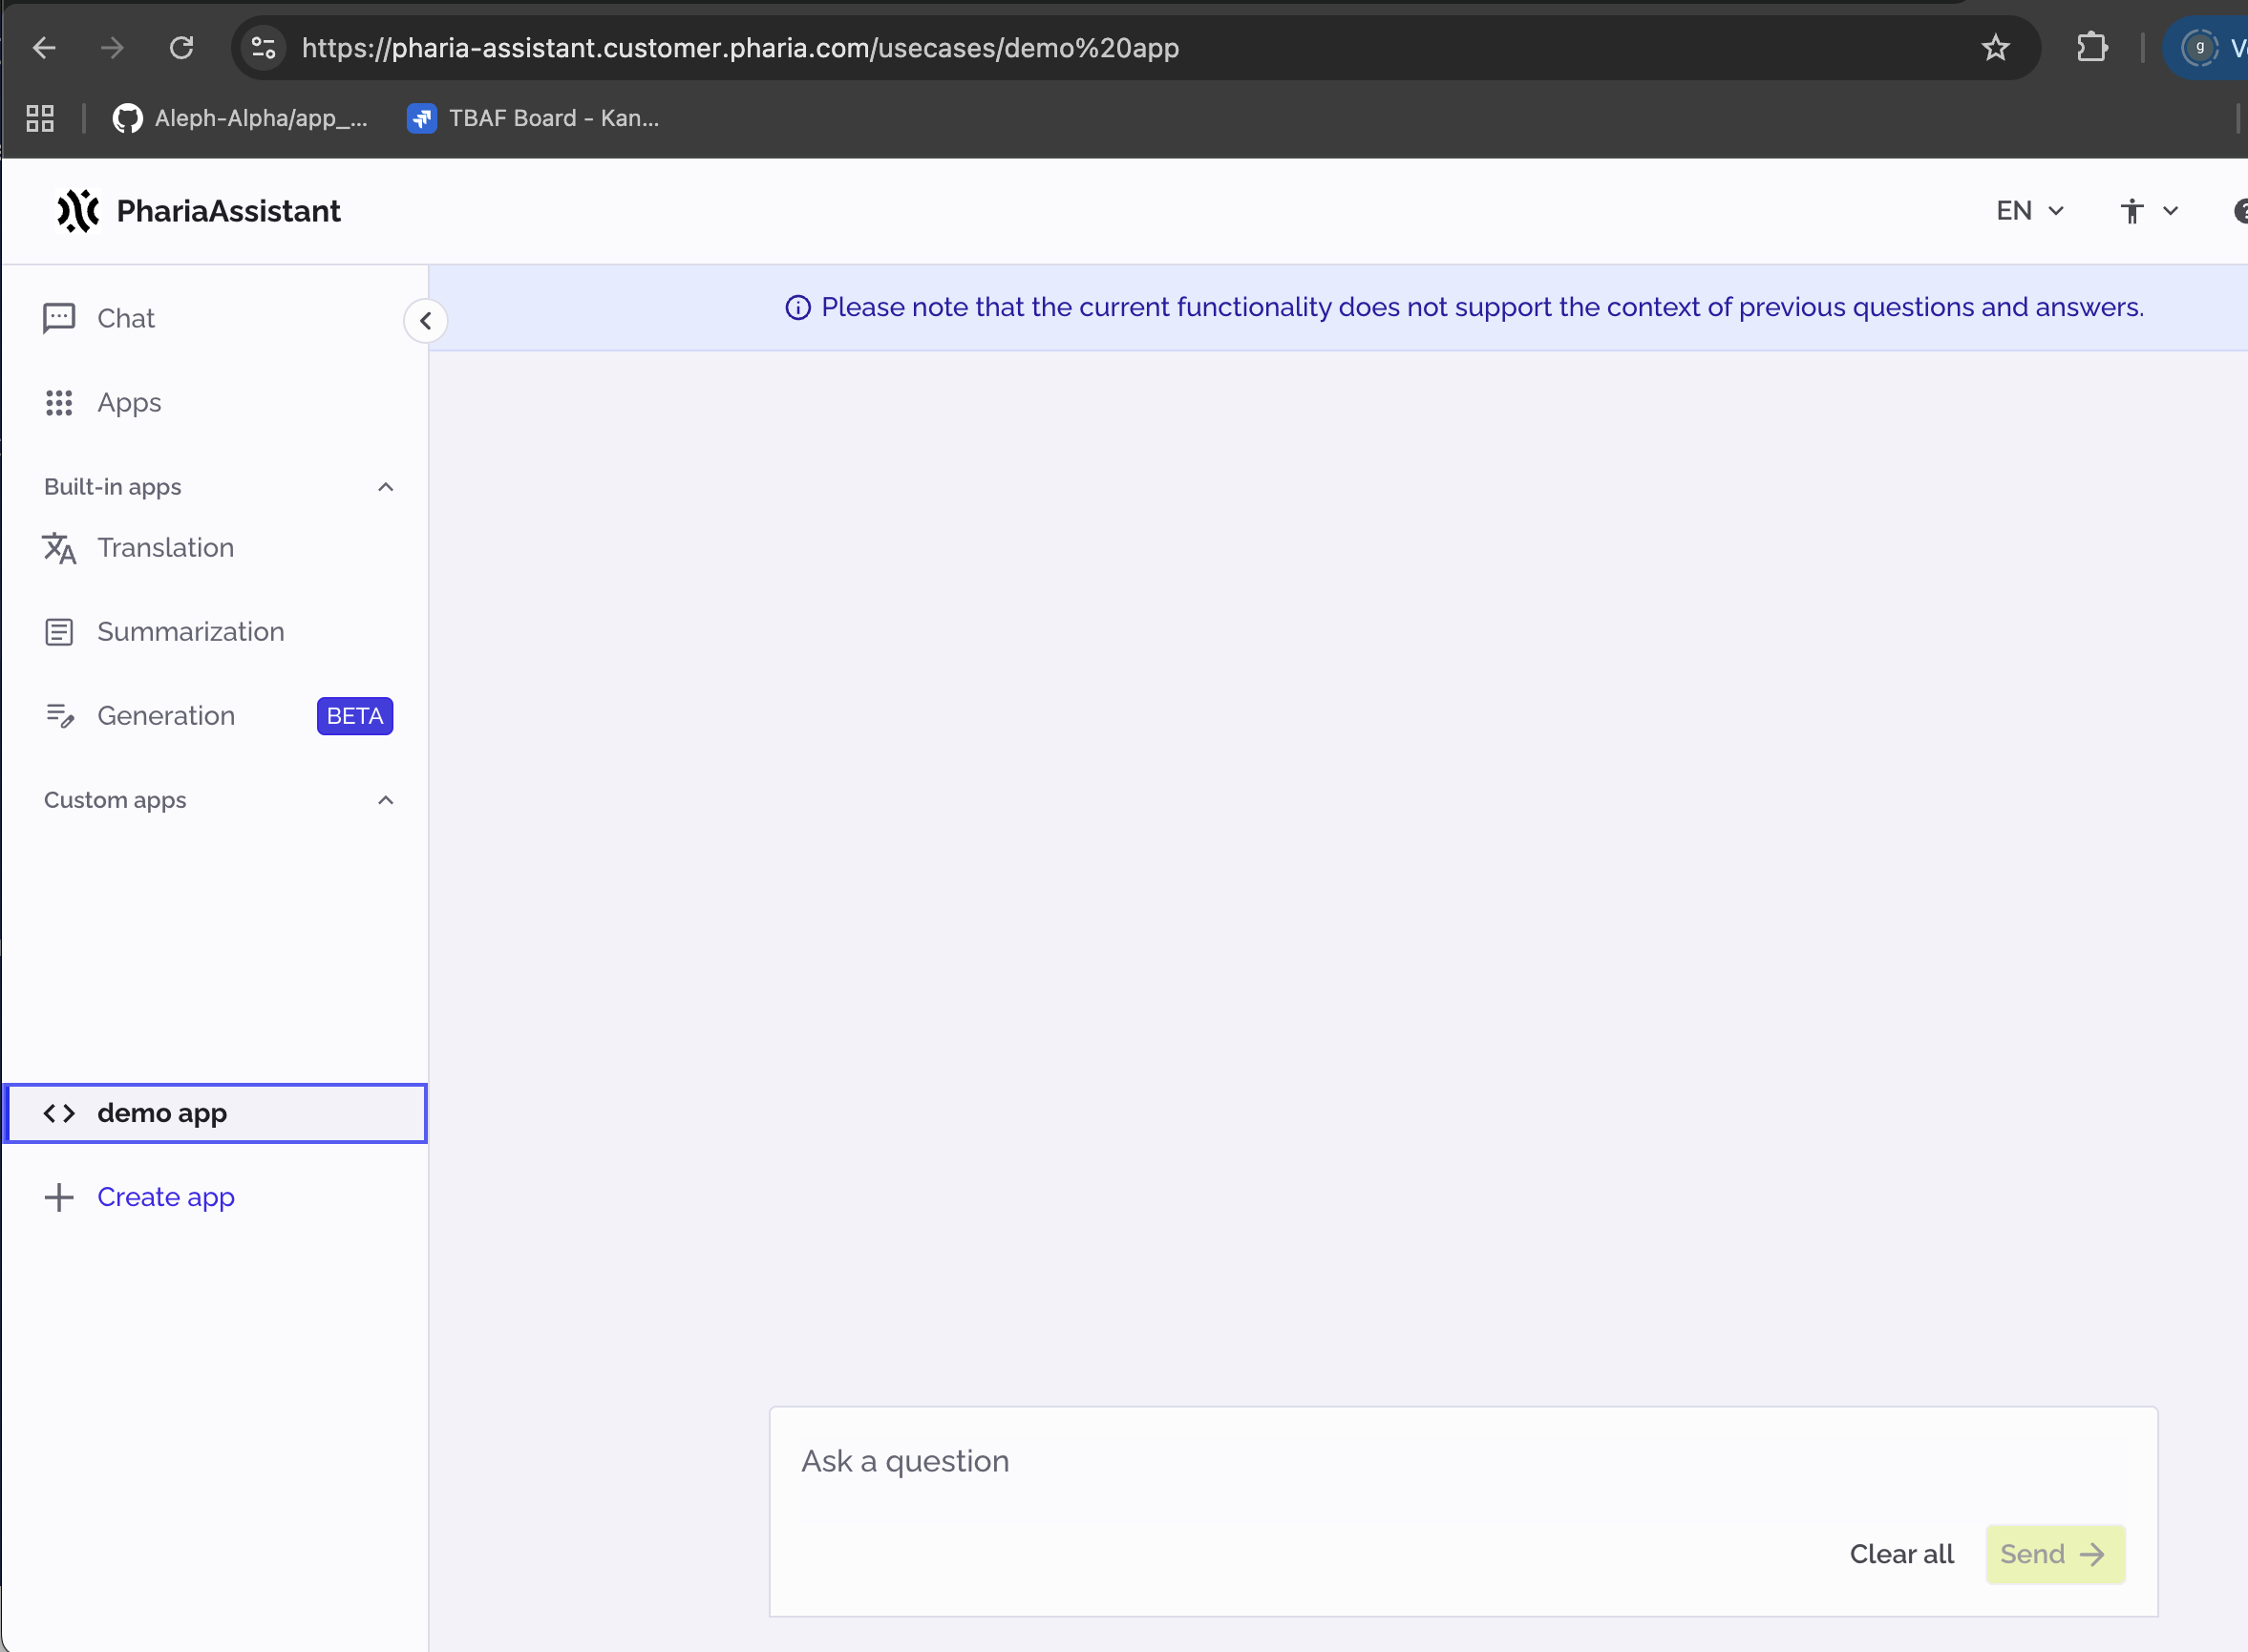 https://pharia-assistant.customer.pharia.com/usecases/demo%20app
g
Aleph-Alpha/app_...
TBAF Board - Kan...
PhariaAssistant
EN
Please note that the current functionality does not support the context of previous questions and answers.
Chat
Apps
Built-in apps
Translation
Summarization
Generation
BETA
Custom apps
demo app
Create app
Ask a question
Clear all
Send